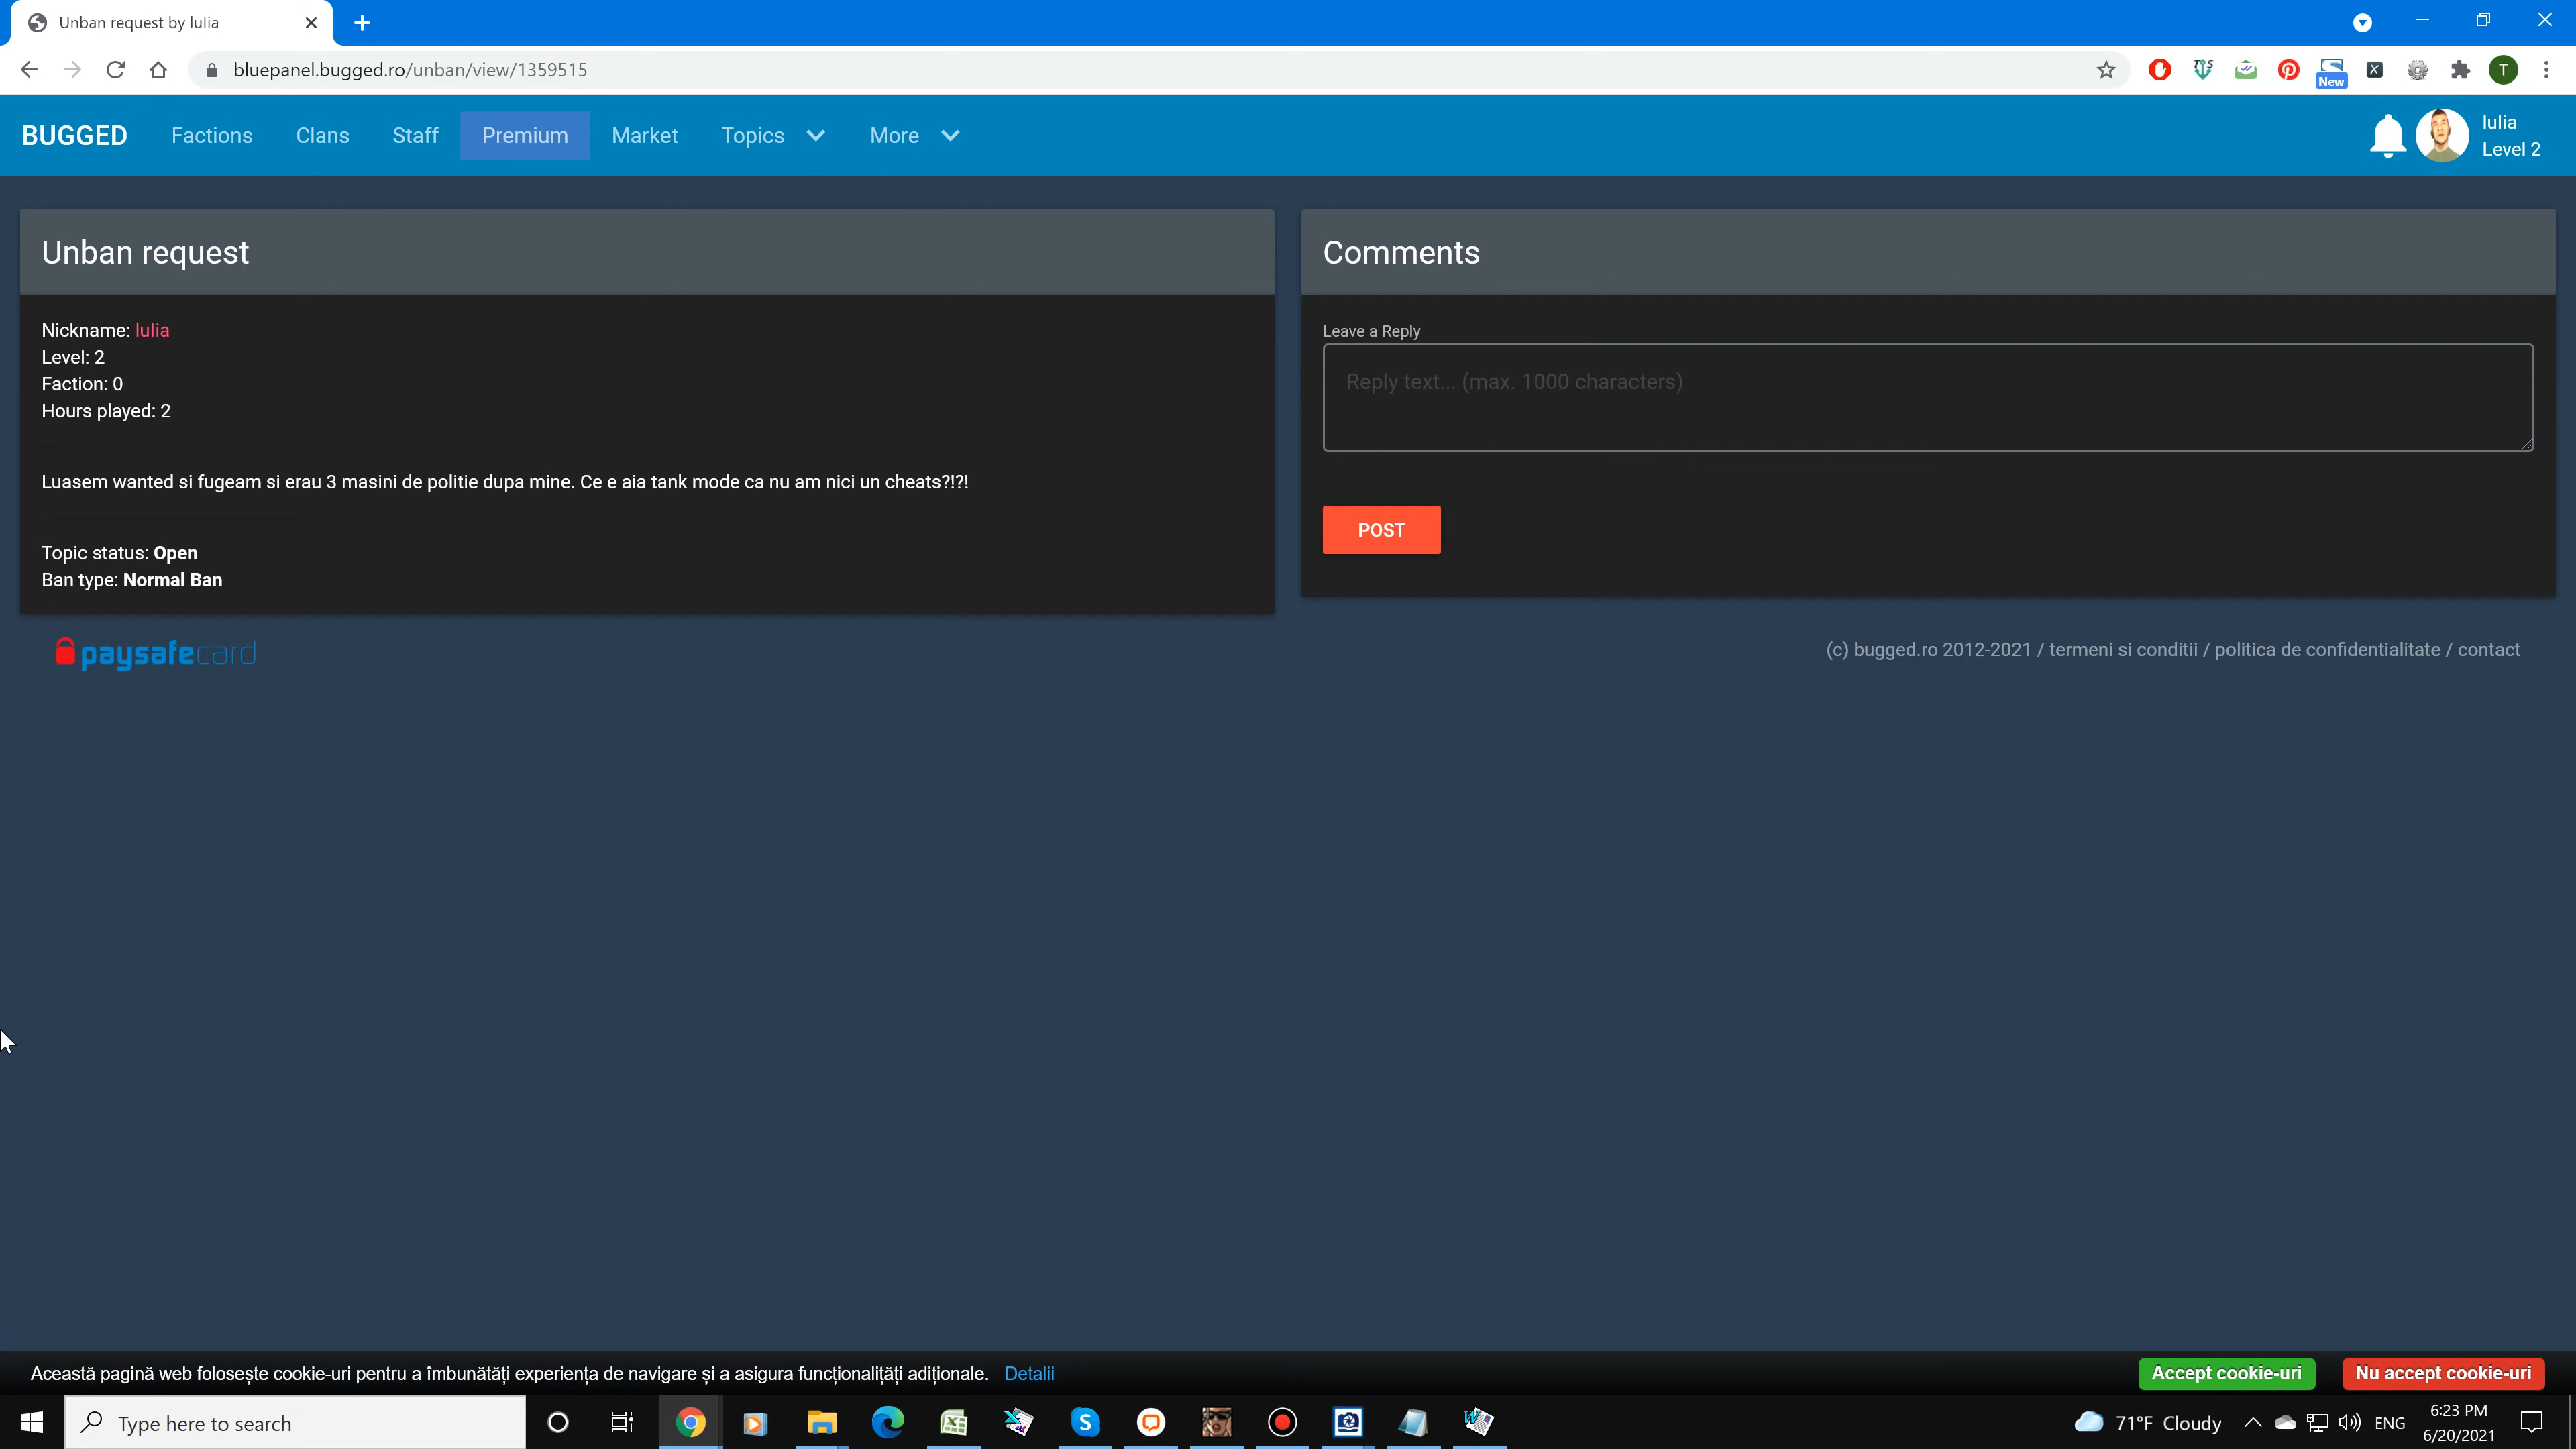 Unban request by lulia
bluepanel.bugged.ro/unban/view/1359515
New
T
BUGGED
Factions
Clans
Staff
Premium
Market
Topics
More
lulia
Level 2
Unban request
Nickname: lulia
Level: 2
Faction: 0
Hours played: 2
Luasem wanted si fugeam si erau 3 masini de politie dupa mine. Ce e aia tank mode ca nu am nici un cheats?!?!
Topic status: Open
Ban type: Normal Ban
Comments
Leave a Reply
Reply text... (max. 1000 characters)
POST
paysafecard
(c) bugged.ro 2012-2021 / termeni si conditii / politica de confidentialitate / contact
Această pagină web folosește cookie-uri pentru a îmbunătăți experiența de navigare și a asigura funcționalițăți adiționale. Detalii
Accept cookie-uri
Nu accept cookie-uri
Type here to search
71°F Cloudy
ENG
6:23 PM
6/20/2021